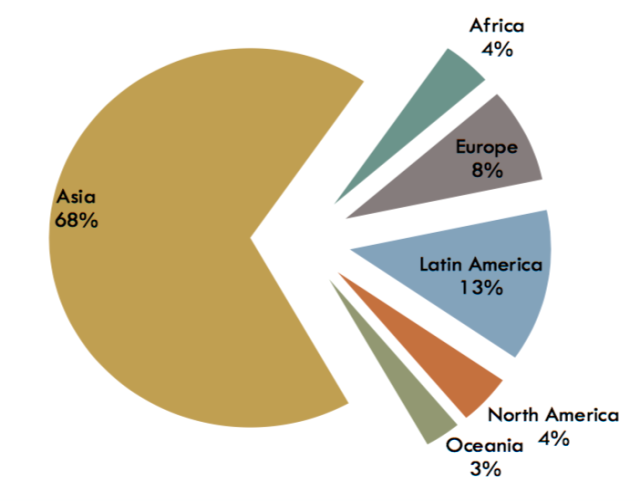 Africa
4%
Europe
8%
Asia
68%
Latin America
13%
North America
4%
Oceania
3%